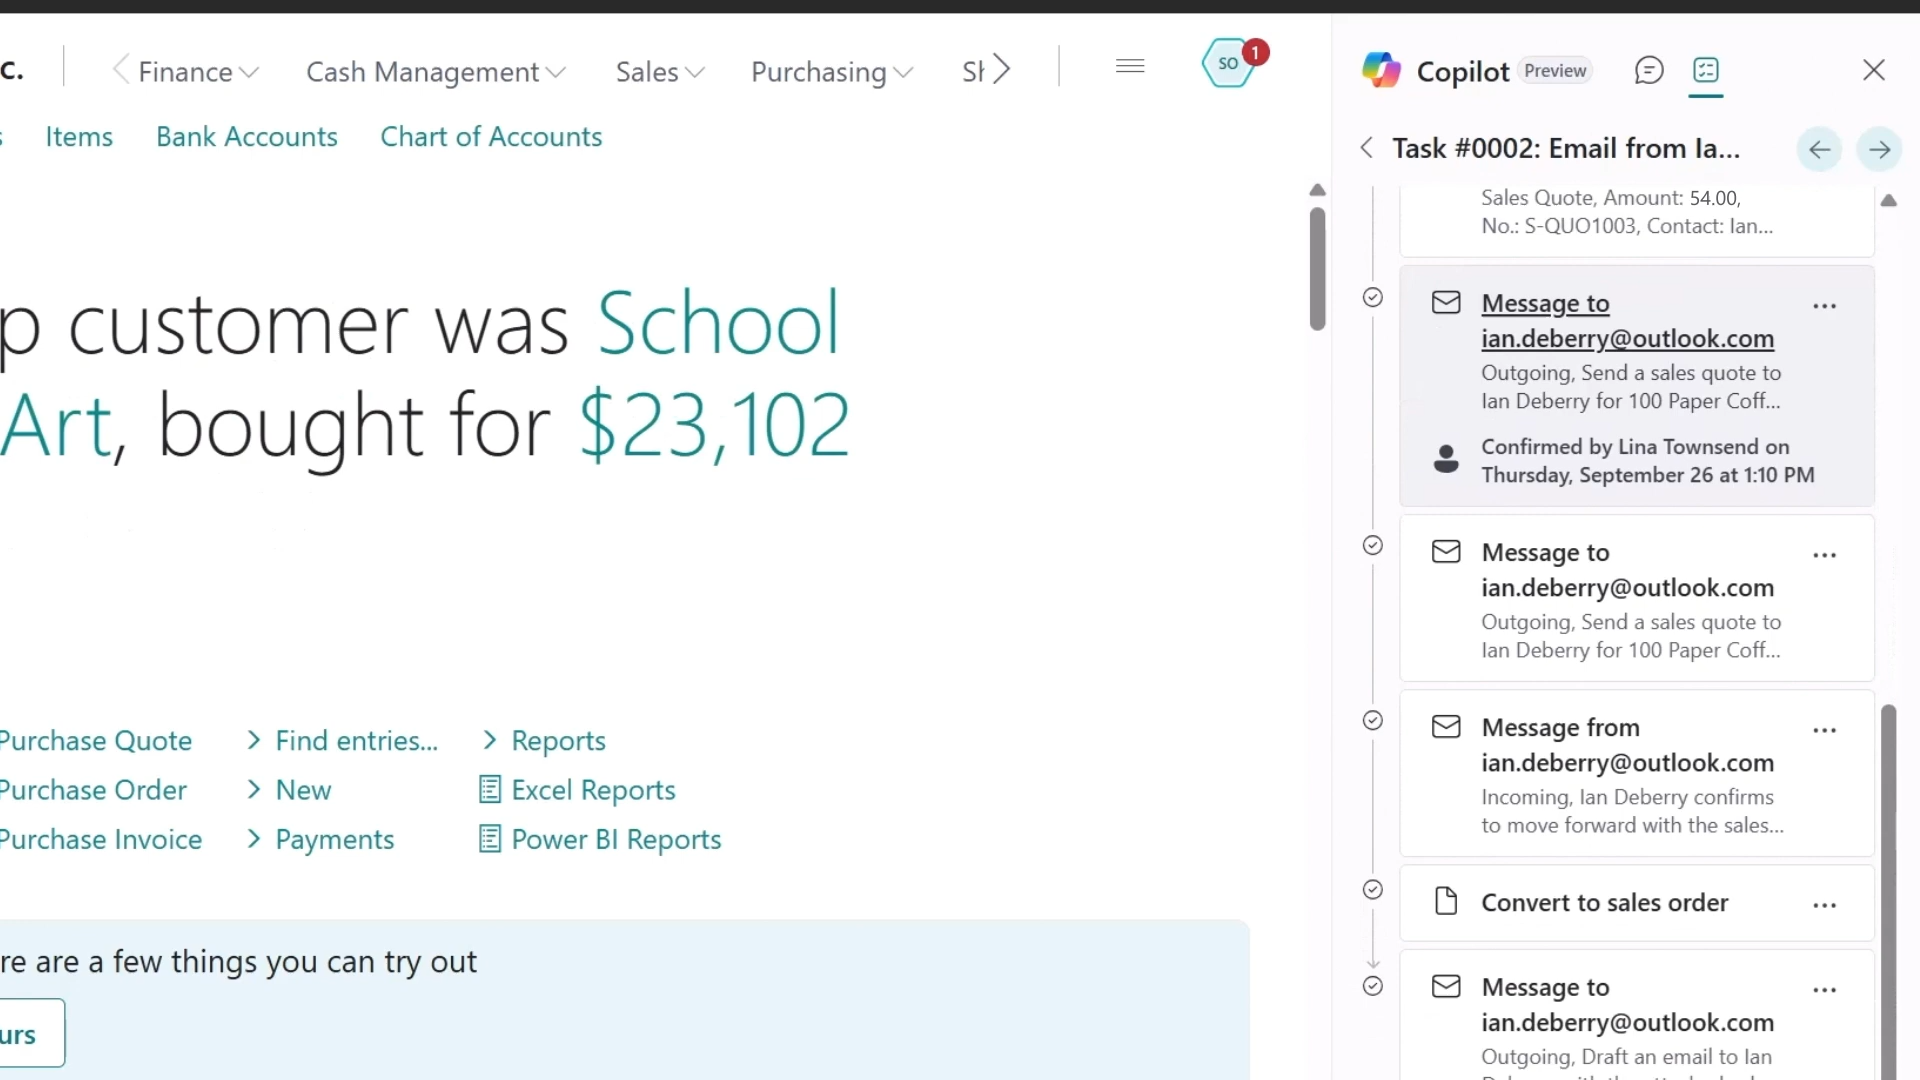 c.
Finance
Cash Management
Sales
Purchasing
SO
1
Items
Bank Accounts
Chart of Accounts
p customer was School
Art, bought for $23,102
Purchase Quote
Find entries...
Reports
Purchase Order
New
Excel Reports
Purchase Invoice
Payments
Power BI Reports
re are a few things you can try out
urs
Copilot
Preview
Task #0002: Email from Ia...
Sales Quote, Amount: 54.00,
No.: S-QUO1003, Contact: Ian...
Message to
ian.deberry@outlook.com
Outgoing, Send a sales quote to
Ian Deberry for 100 Paper Coff...
Confirmed by Lina Townsend on
Thursday, September 26 at 1:10 PM
Message to
ian.deberry@outlook.com
Outgoing, Send a sales quote to
Ian Deberry for 100 Paper Coff...
Message from
ian.deberry@outlook.com
Incoming, Ian Deberry confirms
to move forward with the sales...
Convert to sales order
Message to
ian.deberry@outlook.com
Outgoing, Draft an email to Ian